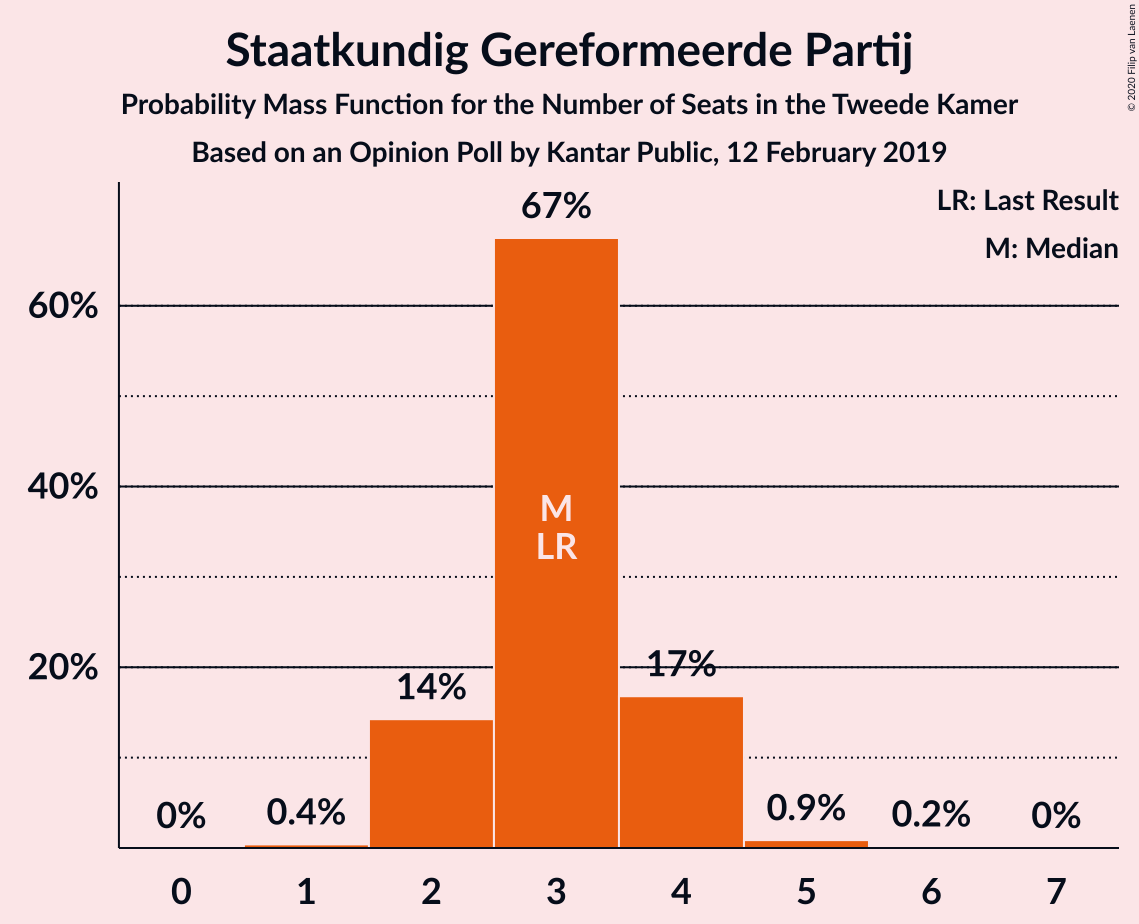 Staatkundig Gereformeerde Partij
Probability Mass Function for the Number of Seats in the Tweede Kamer
Based on an Opinion Poll by Kantar Public, 12 February 2019
© 2020 Filip van Laenen
LR: Last Result
M: Median
67%
60%
40%
M
LR
20%
17%
14%
0%
0.4%
0.9%
0.2%
0%
0 1 2 3 4 5 6 7